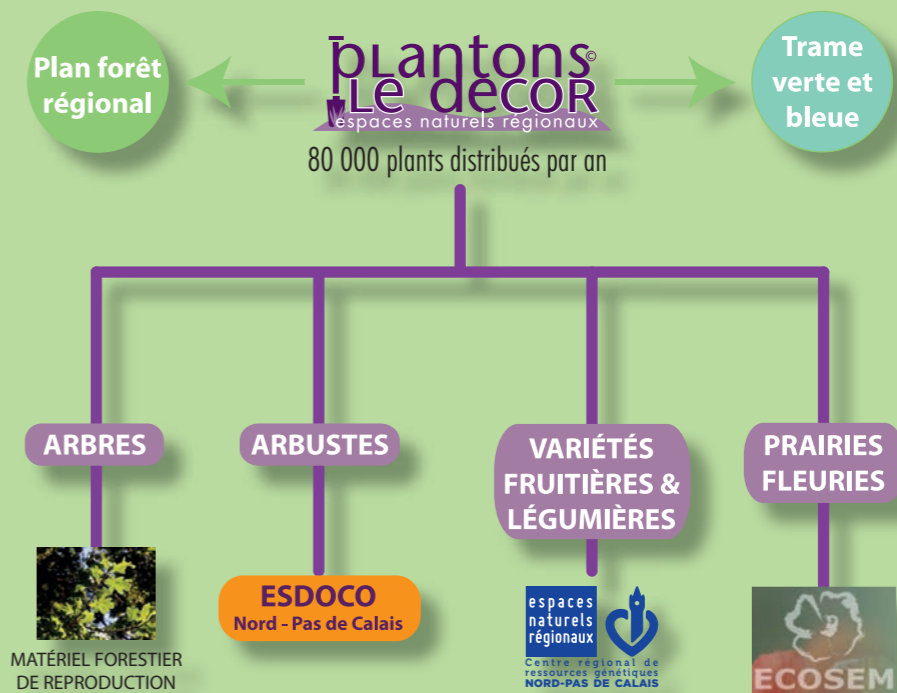 Plan forêt
régional
plantons©
Le décor
espaces naturels régionaux
80 000 plants distribués par an
Trame
verte et
bleue
ARBRES
ARBUSTES
VARIÉTÉS
FRUITIÈRES &
LÉGUMIÈRES
PRAIRIES
FLEURIES
MATÉRIEL FORESTIER
DE REPRODUCTION
ESDOCO
Nord - Pas de Calais
espaces
naturels
régionaux
Centre régional de
ressources génétiques
NORD-PAS DE CALAIS
ECOSEM